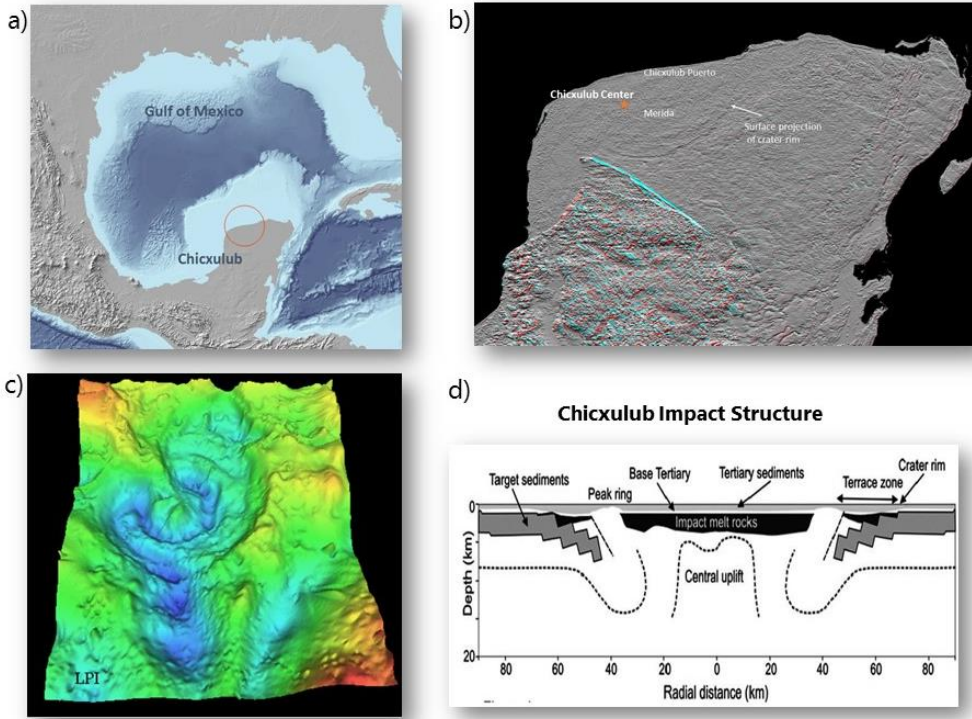 a)
Gulf of Mexico
Chicxulub
b)
Chicxulub Puerto
Chicxulub Center
Merida
Surface projection
of crater rim
c)
LPI
d)
Chicxulub Impact Structure
Target sediments
Base Tertiary
Tertiary sediments
Terrace zone
Crater rim
Peak ring
Impact melt rocks
Central uplift
0
20
Depth (km)
80 60 40 20 0 20 40 60 80
Radial distance (km)